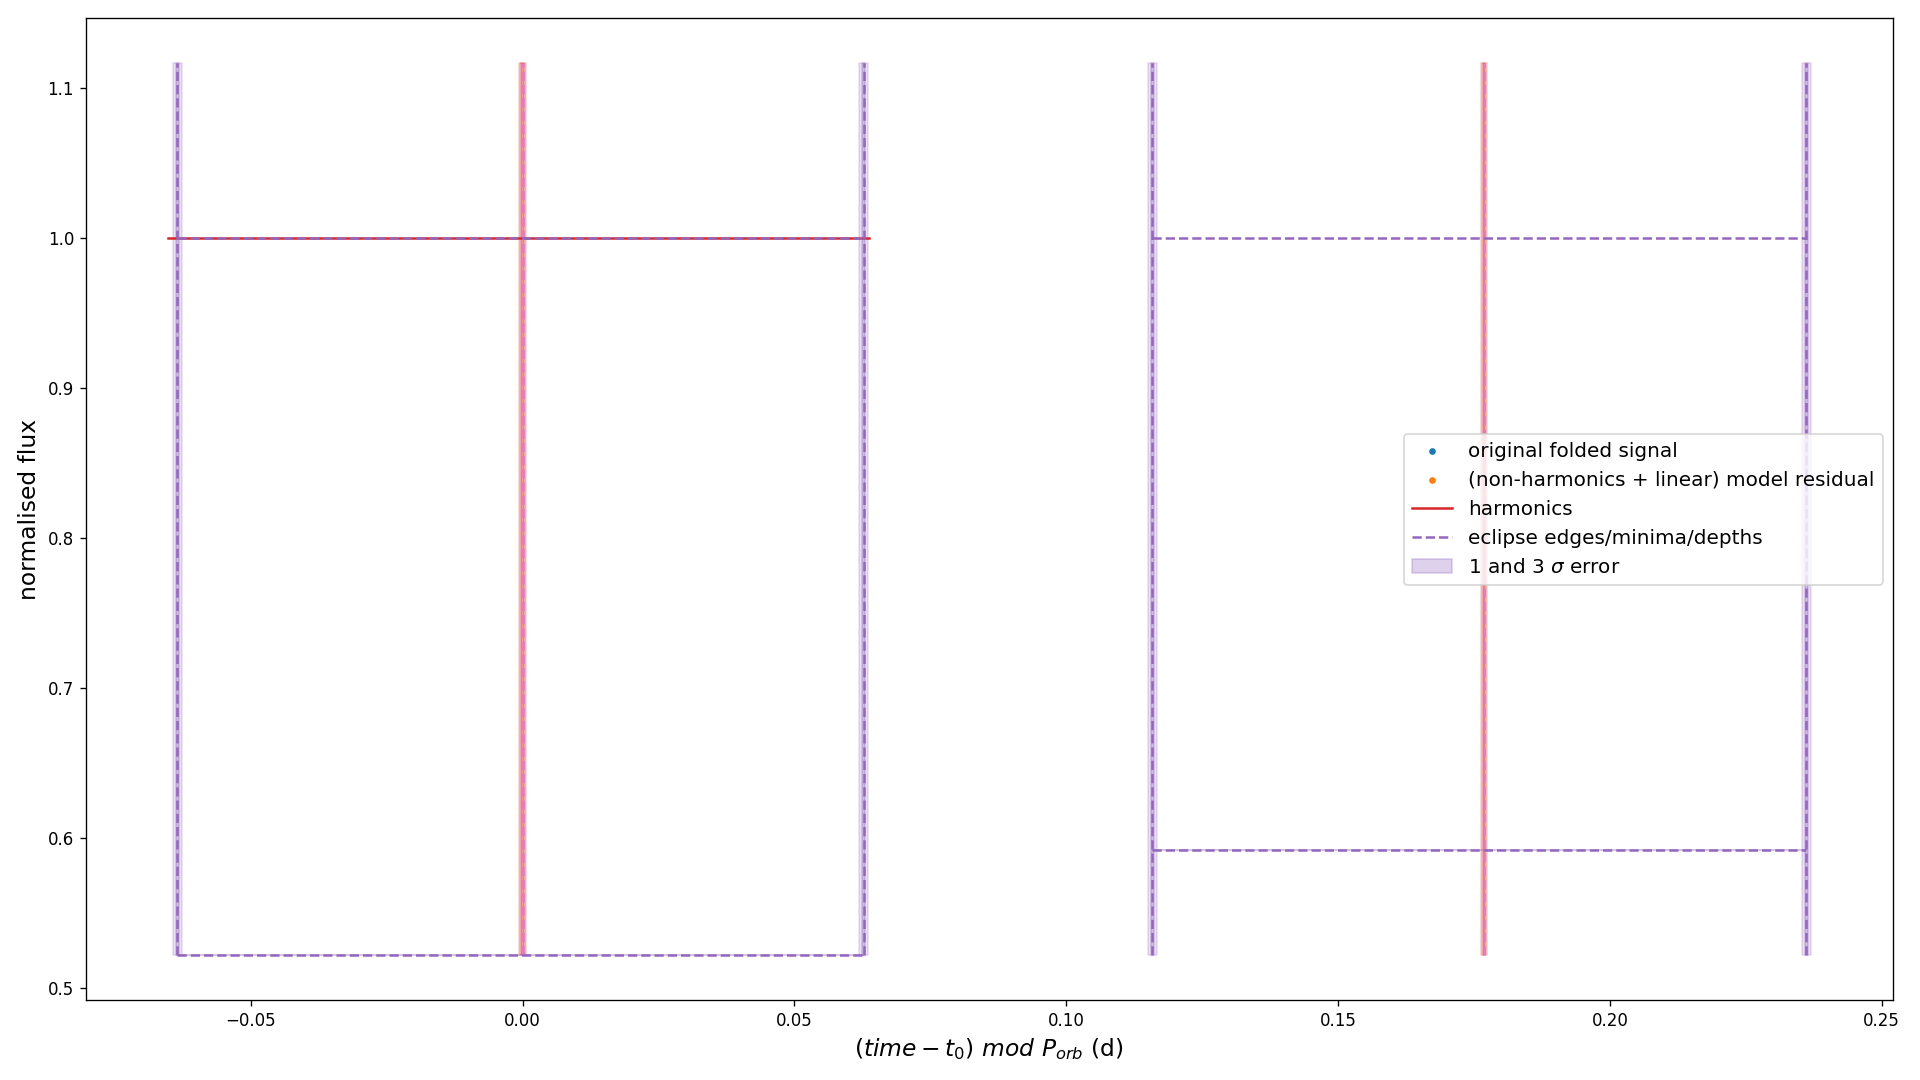 1.1
1.0
0.9
0.8
0.7
0.6
0.5
normalised flux
original folded signal
(non-harmonics + linear) model residual
harmonics
eclipse edges/minima/depths
1 and 3 σ error
−0.05 0.00 0.05 0.10 0.15 0.20 0.25
(time − t₀) mod Pₒᵣb (d)